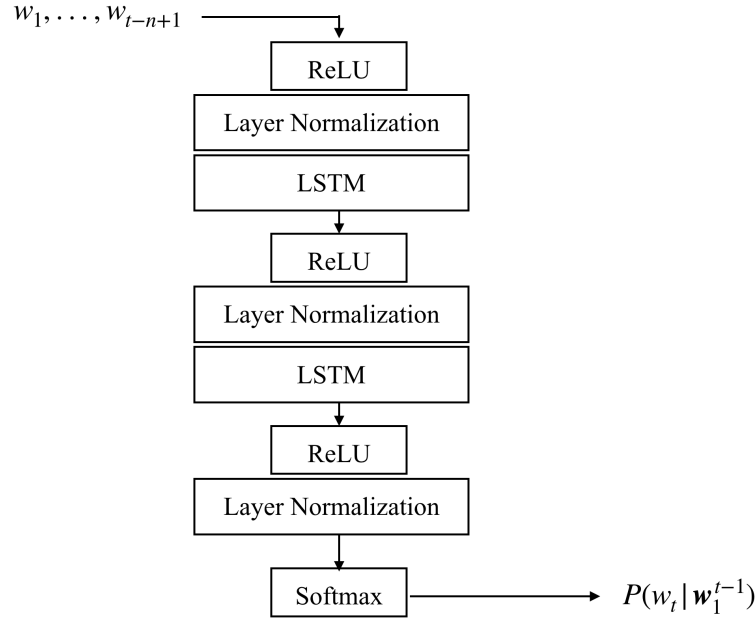 w₁, . . . , wₜ₋ₙ₊₁
ReLU
Layer Normalization
LSTM
ReLU
Layer Normalization
LSTM
ReLU
Layer Normalization
Softmax
P(wₜ | 𝒘₁ᵗ⁻¹)